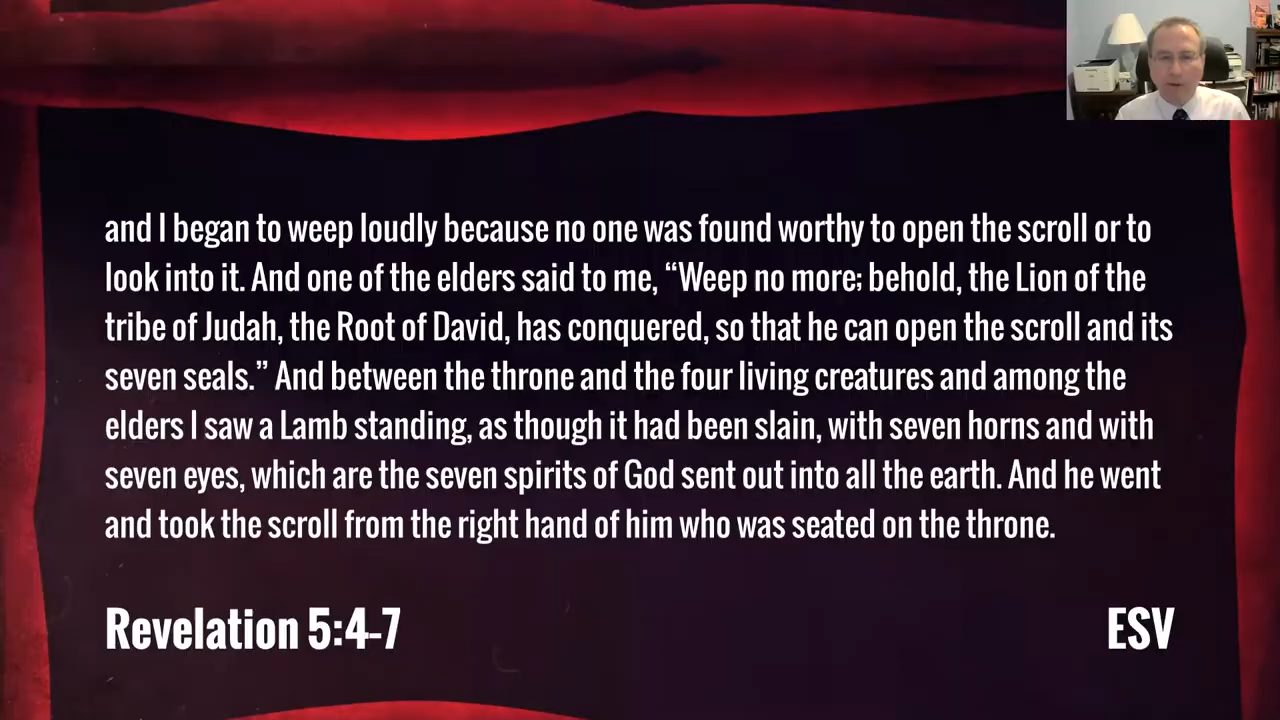 and I began to weep loudly because no one was found worthy to open the scroll or to
look into it. And one of the elders said to me, “Weep no more; behold, the Lion of the
tribe of Judah, the Root of David, has conquered, so that he can open the scroll and its
seven seals.” And between the throne and the four living creatures and among the
elders I saw a Lamb standing, as though it had been slain, with seven horns and with
seven eyes, which are the seven spirits of God sent out into all the earth. And he went
and took the scroll from the right hand of him who was seated on the throne.
Revelation 5:4-7
ESV